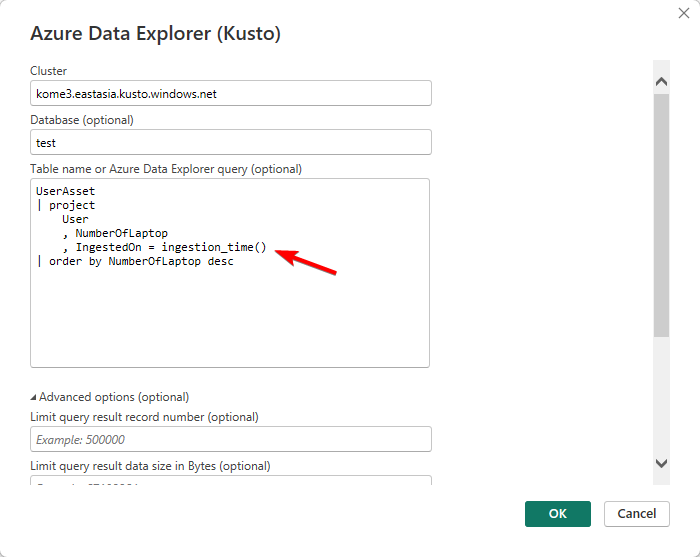 Azure Data Explorer (Kusto)
Cluster
kome3.eastasia.kusto.windows.net
Database (optional)
test
Table name or Azure Data Explorer query (optional)
UserAsset
| project
    User
    , NumberOfLaptop
    , IngestedOn = ingestion_time()
| order by NumberOfLaptop desc
Advanced options (optional)
Limit query result record number (optional)
Example: 500000
Limit query result data size in Bytes (optional)
OK
Cancel